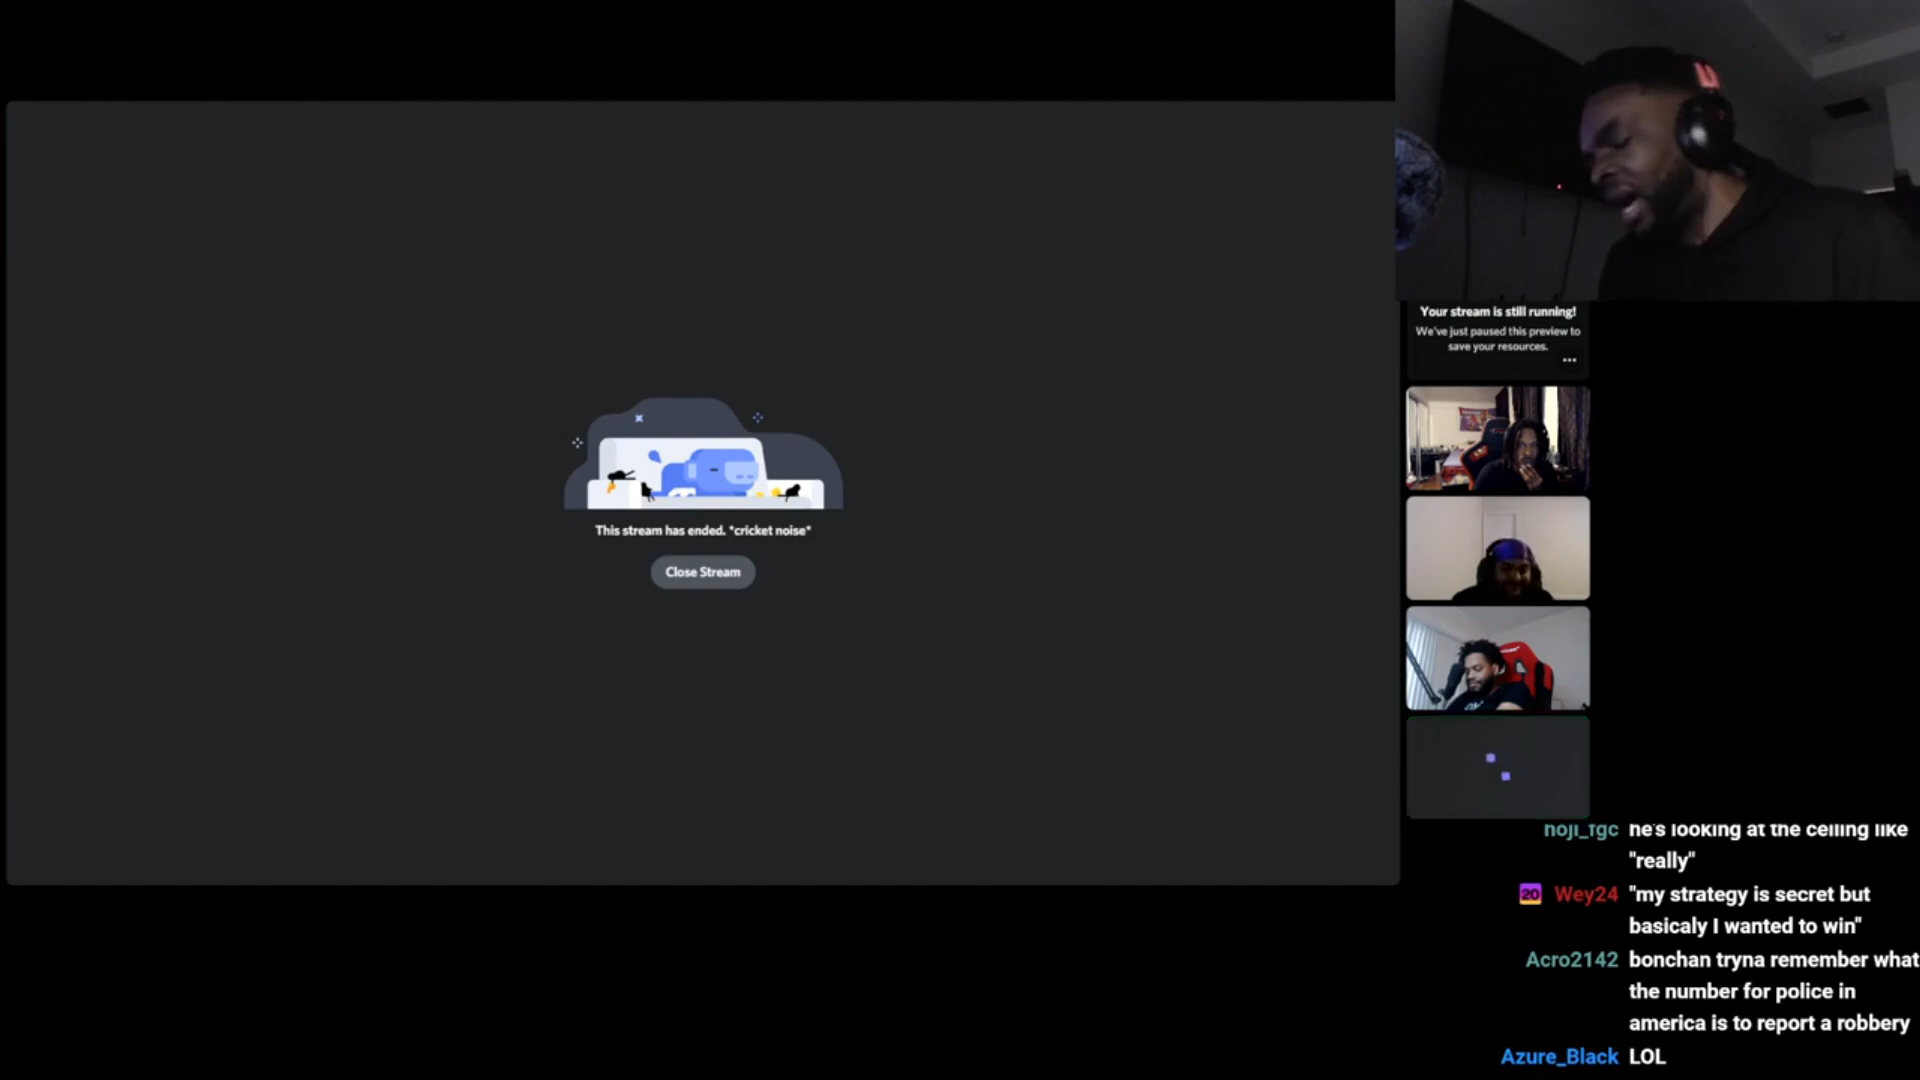 Your stream is still running!
We've just paused this preview to
save your resources.
This stream has ended. *cricket noise*
Close Stream
hoji_fgc he's looking at the ceiling like
"really"
20 Wey24 "my strategy is secret but
basicaly I wanted to win"
Acro2142 bonchan tryna remember what
the number for police in
america is to report a robbery
Azure_Black LOL